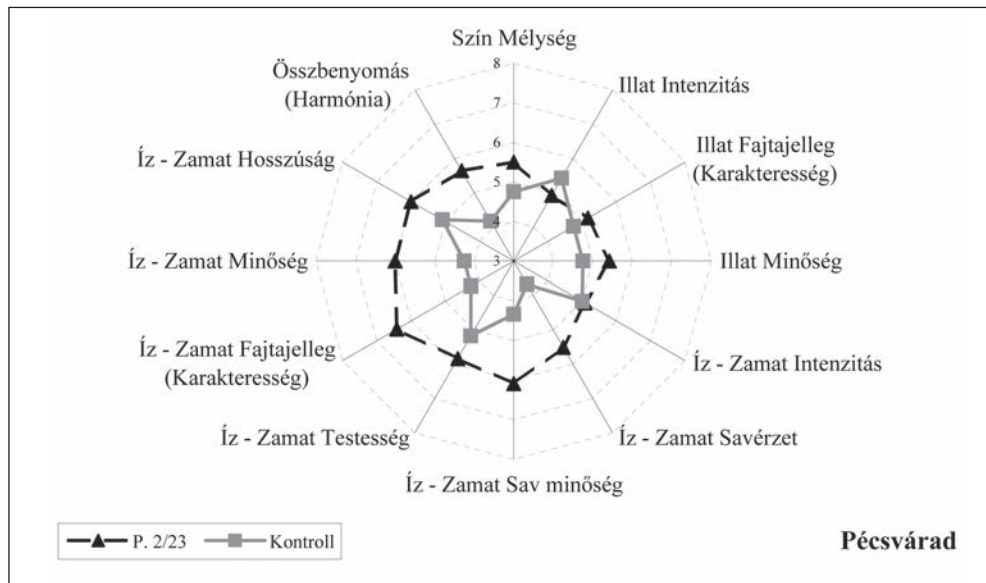 Szín Mélység
8
7
6
5
4
3
Illat Intenzitás
Illat Fajtajelleg
(Karakteresség)
Illat Minőség
Íz - Zamat Intenzitás
Íz - Zamat Savérzet
Íz - Zamat Sav minőség
Íz - Zamat Testesség
Íz - Zamat Fajtajelleg
(Karakteresség)
Íz - Zamat Minőség
Íz - Zamat Hosszúság
Összbenyomás
(Harmónia)
P. 2/23
Kontroll
Pécsvárad